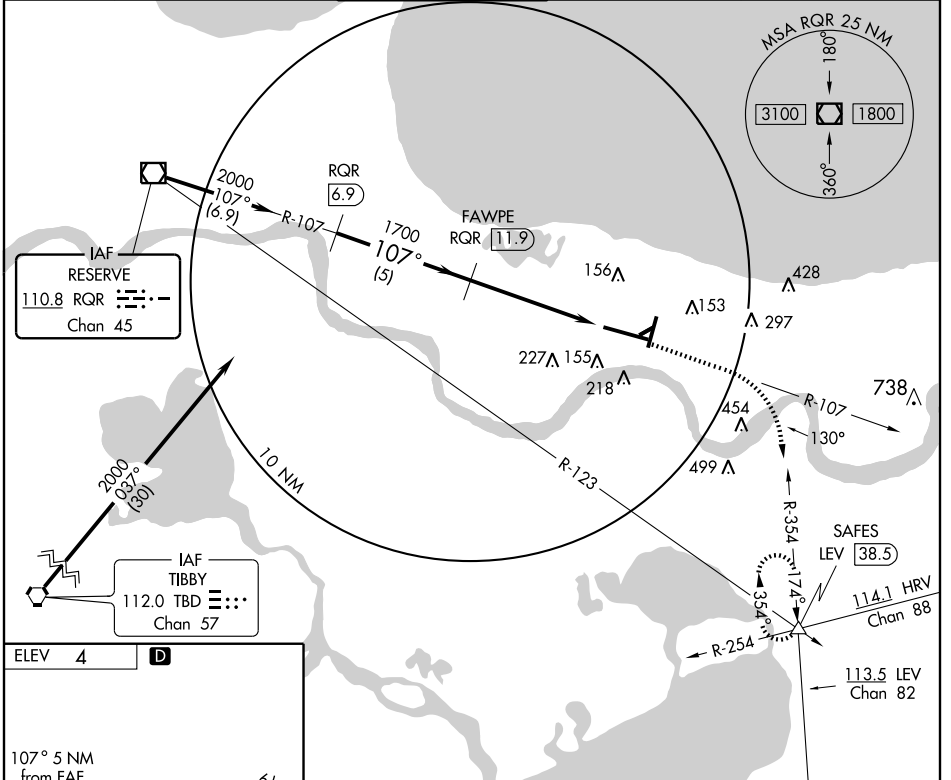 MSA RQR 25 NM
180°
3100
1800
360°
2000
107°
(6.9)
R-107
RQR
6.9
1700
107°
(5)
FAWPE
RQR 11.9
IAF
RESERVE
110.8 RQR
Chan 45
156
428
153
297
227
155
218
738
454
R-107
130°
499
10 NM
R-123
2000
037°
(30)
R-354
SAFES
LEV 38.5
174°
354°
IAF
TIBBY
112.0 TBD
Chan 57
114.1 HRV
Chan 88
R-254
113.5 LEV
Chan 82
ELEV 4
D
107° 5 NM
from FAF